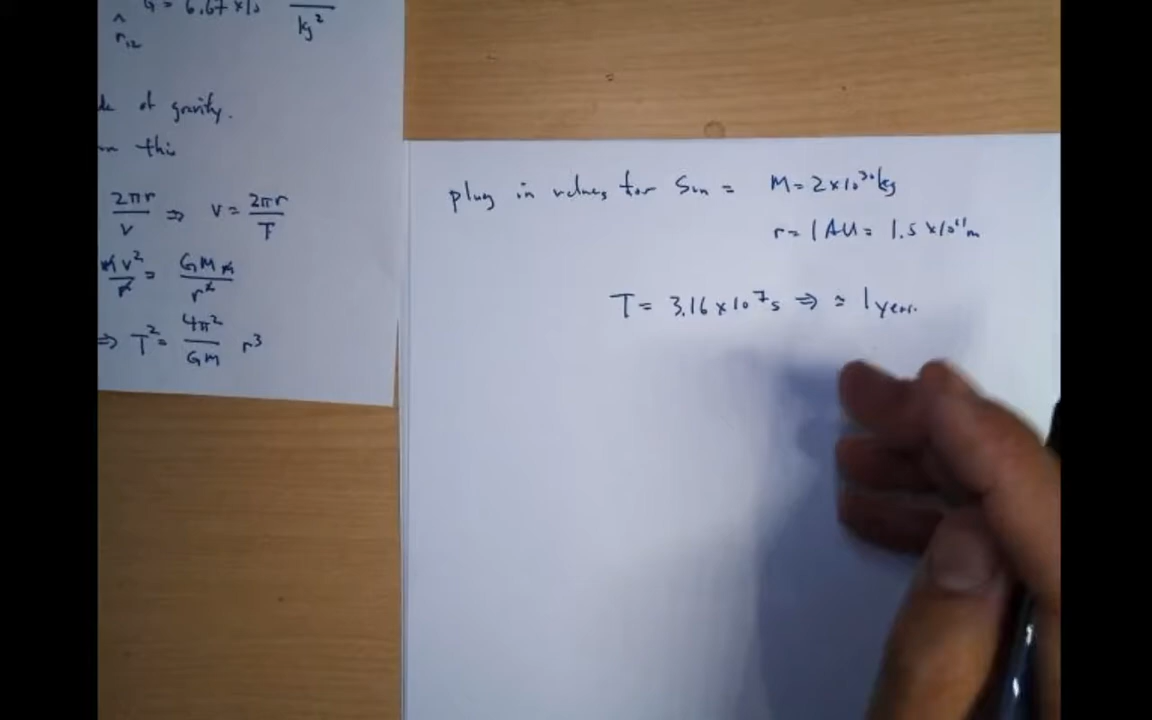 G = 6.67 x 10
kg²
r̂₁₂
of gravity.
this
2πr/v ⇒ v = 2πr/T
mv²/r = GMm/r²
⇒ T² = 4π²/GM r³
plug in values for Sun = M = 2 x 10³⁰ kg
r = 1 AU = 1.5 x 10¹¹ m
T = 3.16 x 10⁷ s ⇒ ≃ 1 year.